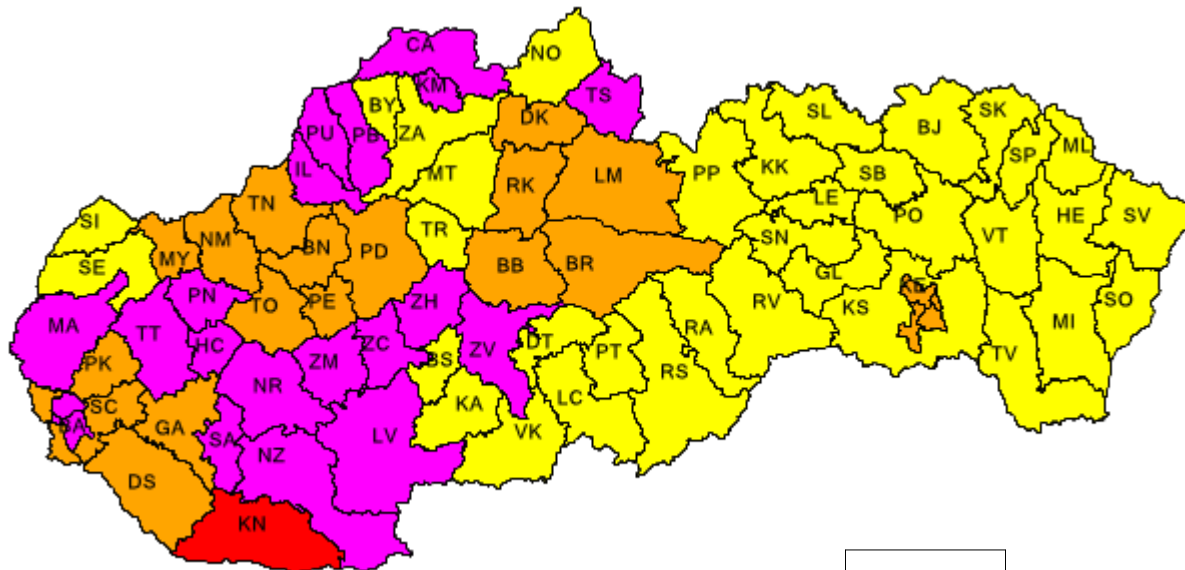 CA
NO
KM
TS
BY
PU
PB
ZA
DK
SL
BJ
SK
ML
SP
IL
MT
RK
LM
PP
KK
SB
TN
LE
PO
HE
SV
SI
NM
BN
PD
TR
SN
VT
MY
SE
BB
BR
GL
PN
TO
PE
ZH
RV
KS
KE
SO
MA
TT
HC
ZM
ZC
BS
ZV
DT
PT
RA
MI
TV
PK
NR
RS
SC
KA
LC
BA
GA
SA
NZ
LV
VK
DS
KN